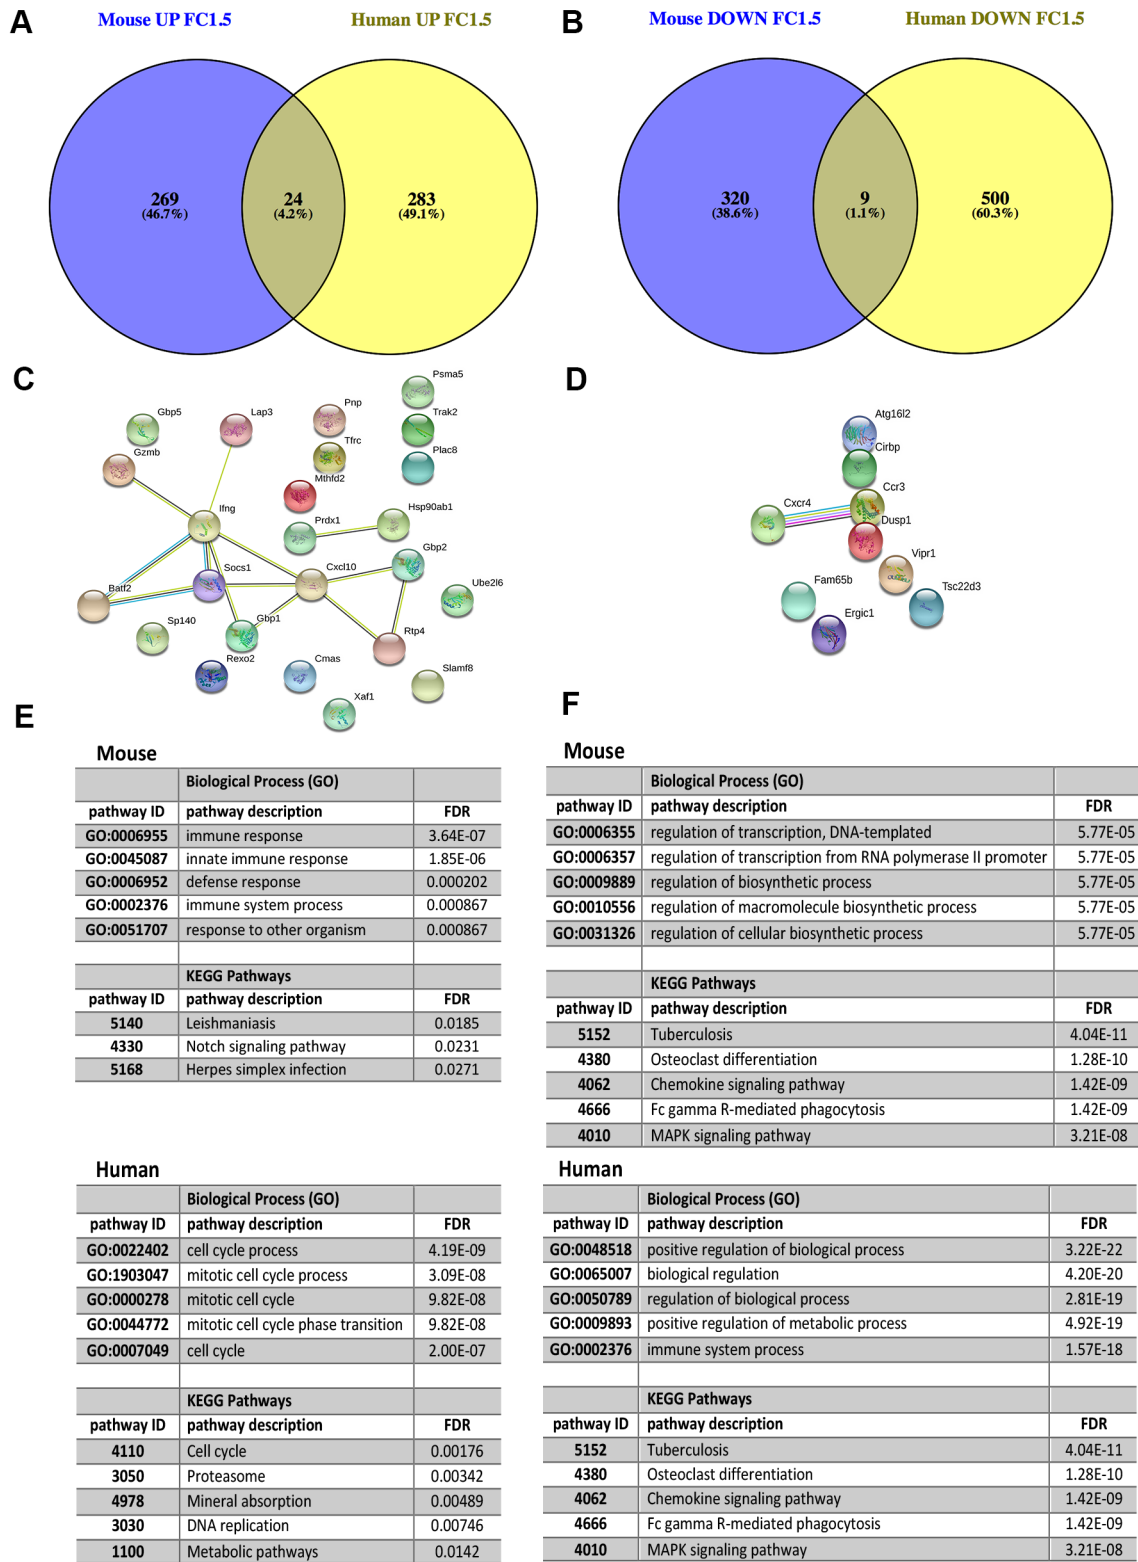 A
Mouse UP FC1.5
Human UP FC1.5
269
(46.7%)
24
(4.2%)
283
(49.1%)
B
Mouse DOWN FC1.5
Human DOWN FC1.5
320
(38.6%)
9
(1.1%)
500
(60.3%)
C
Psma5
Gbp5
Lap3
Pnp
Trak2
Gzmb
Tfrc
Plac8
Mthfd2
Ifng
Prdx1
Hsp90ab1
Gbp2
Socs1
Cxcl10
Batf2
Ube2l6
Sp140
Gbp1
Rtp4
Rexo2
Cmas
Slamf8
Xaf1
D
Atg16l2
Cirbp
Ccr3
Cxcr4
Dusp1
Vipr1
Fam65b
Tsc22d3
Ergic1
E
Mouse
Biological Process (GO)
pathway ID pathway description FDR
GO:0006955 immune response 3.64E-07
GO:0045087 innate immune response 1.85E-06
GO:0006952 defense response 0.000202
GO:0002376 immune system process 0.000867
GO:0051707 response to other organism 0.000867
KEGG Pathways
pathway ID pathway description FDR
5140 Leishmaniasis 0.0185
4330 Notch signaling pathway 0.0231
5168 Herpes simplex infection 0.0271
Human
Biological Process (GO)
pathway ID pathway description FDR
GO:0022402 cell cycle process 4.19E-09
GO:1903047 mitotic cell cycle process 3.09E-08
GO:0000278 mitotic cell cycle 9.82E-08
GO:0044772 mitotic cell cycle phase transition 9.82E-08
GO:0007049 cell cycle 2.00E-07
KEGG Pathways
pathway ID pathway description FDR
4110 Cell cycle 0.00176
3050 Proteasome 0.00342
4978 Mineral absorption 0.00489
3030 DNA replication 0.00746
1100 Metabolic pathways 0.0142
F
Mouse
Biological Process (GO)
pathway ID pathway description FDR
GO:0006355 regulation of transcription, DNA-templated 5.77E-05
GO:0006357 regulation of transcription from RNA polymerase II promoter 5.77E-05
GO:0009889 regulation of biosynthetic process 5.77E-05
GO:0010556 regulation of macromolecule biosynthetic process 5.77E-05
GO:0031326 regulation of cellular biosynthetic process 5.77E-05
KEGG Pathways
pathway ID pathway description FDR
5152 Tuberculosis 4.04E-11
4380 Osteoclast differentiation 1.28E-10
4062 Chemokine signaling pathway 1.42E-09
4666 Fc gamma R-mediated phagocytosis 1.42E-09
4010 MAPK signaling pathway 3.21E-08
Human
Biological Process (GO)
pathway ID pathway description FDR
GO:0048518 positive regulation of biological process 3.22E-22
GO:0065007 biological regulation 4.20E-20
GO:0050789 regulation of biological process 2.81E-19
GO:0009893 positive regulation of metabolic process 4.92E-19
GO:0002376 immune system process 1.57E-18
KEGG Pathways
pathway ID pathway description FDR
5152 Tuberculosis 4.04E-11
4380 Osteoclast differentiation 1.28E-10
4062 Chemokine signaling pathway 1.42E-09
4666 Fc gamma R-mediated phagocytosis 1.42E-09
4010 MAPK signaling pathway 3.21E-08